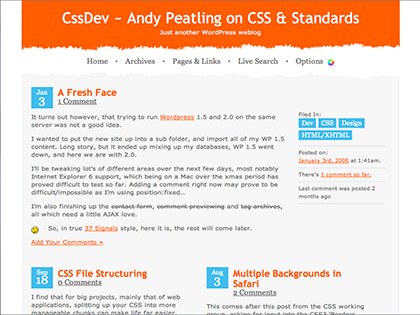 CssDev ~ Andy Peatling on CSS & Standards
Just another WordPress weblog
Home • Archives • Pages & Links • Live Search • Options
Jan
3
A Fresh Face
1 Comment
It turns out however, that trying to run Wordpress 1.5 and 2.0 on the same
server was not a good idea.
I wanted to put the new site up into a sub folder, and import all of my WP 1.5
content. Long story, but it ended up mixing up my databases, WP 1.5 went
down, and here we are with 2.0.
I'll be tweaking lot's of different areas over the next few days, most notably
Internet Explorer 6 support, which being on a Mac over the xmas period has
proved difficult to test so far. Adding a comment right now may prove to be
difficult/impossible as I'm using position:fixed...
I'm also finishing up the contact form, comment previewing and tag archives,
all which need a little AJAX love.
So, in true 37 Signals style, here it is, the rest will come later.
Add Your Comments »
Filed In:
Dev CSS Design
HTML/XHTML
Posted on:
January 3rd, 2006 at 1:41am.
There's 1 comment so far.
Last comment was posted 2
months ago
Sep
18
CSS File Structuring
0 Comments
I find that for big projects, mainly that of web
applications, splitting up your CSS into more
manageable chunks can make life far easier.
Aug
3
Multiple Backgrounds in
Safari
2 Comments
This comes after this post from the CSS working
group, asking for input into the CSS3 'Borders